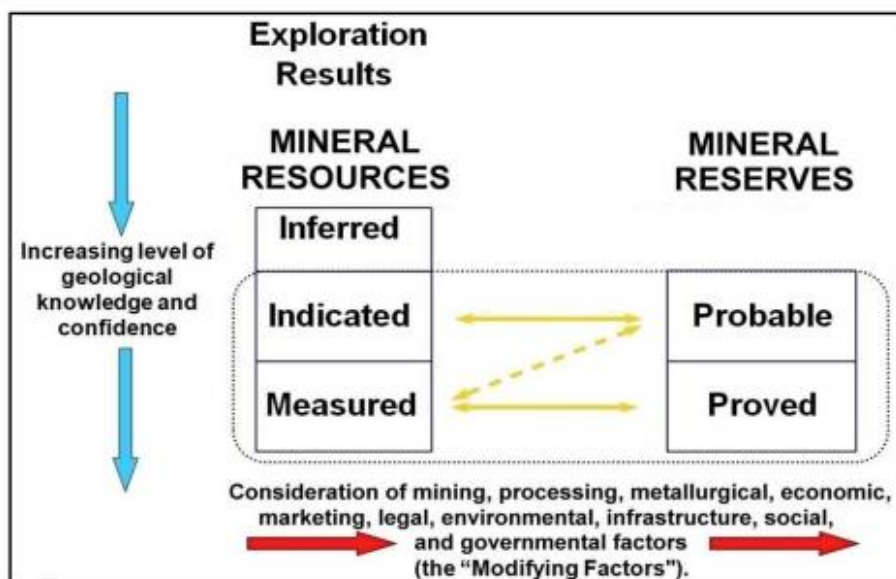 Exploration
Results
MINERAL
RESOURCES
MINERAL
RESERVES
Inferred
Increasing level of
geological
knowledge and
confidence
Indicated
Probable
Measured
Proved
Consideration of mining, processing, metallurgical, economic,
marketing, legal, environmental, infrastructure, social,
and governmental factors
(the “Modifying Factors").